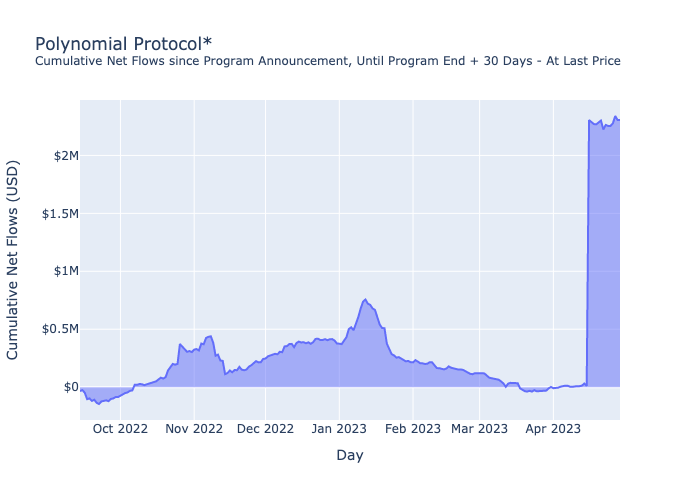 Polynomial Protocol*
Cumulative Net Flows since Program Announcement, Until Program End + 30 Days - At Last Price
Cumulative Net Flows (USD)
$2M
$1.5M
$1M
$0.5M
$0
Oct 2022 Nov 2022 Dec 2022 Jan 2023 Feb 2023 Mar 2023 Apr 2023
Day